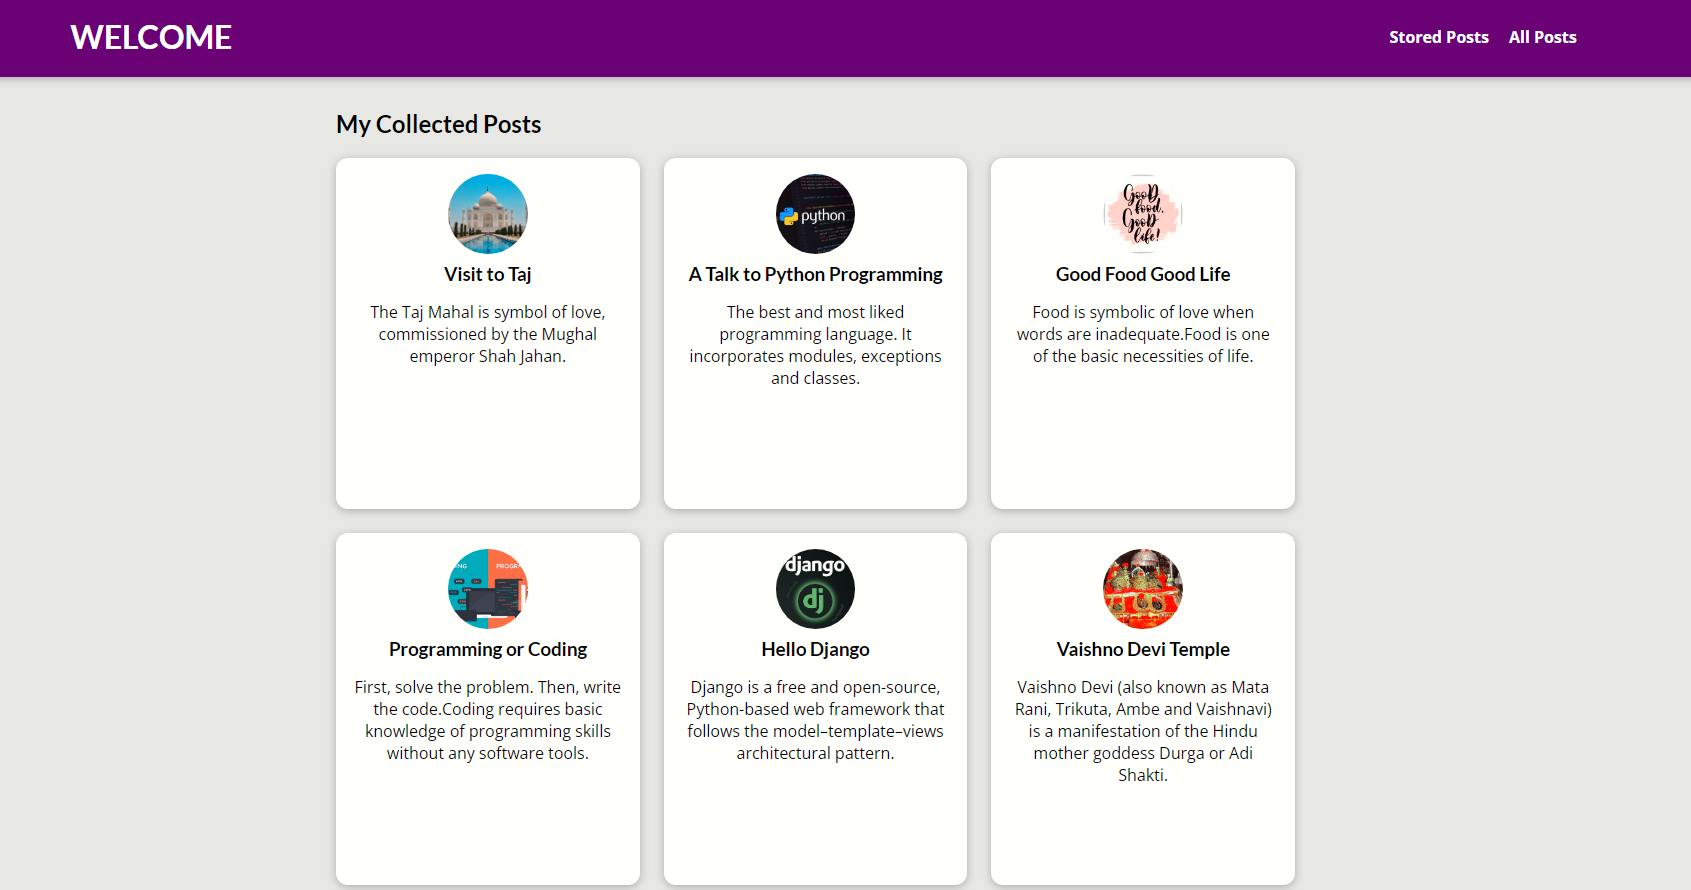 WELCOME
Stored Posts
All Posts
My Collected Posts
python
GooD
food,
GooD
life!
Visit to Taj
A Talk to Python Programming
Good Food Good Life
The Taj Mahal is symbol of love,
commissioned by the Mughal
emperor Shah Jahan.
The best and most liked
programming language. It
incorporates modules, exceptions
and classes.
Food is symbolic of love when
words are inadequate.Food is one
of the basic necessities of life.
django
dj
Programming or Coding
Hello Django
Vaishno Devi Temple
First, solve the problem. Then, write
the code.Coding requires basic
knowledge of programming skills
without any software tools.
Django is a free and open-source,
Python-based web framework that
follows the model–template–views
architectural pattern.
Vaishno Devi (also known as Mata
Rani, Trikuta, Ambe and Vaishnavi)
is a manifestation of the Hindu
mother goddess Durga or Adi
Shakti.